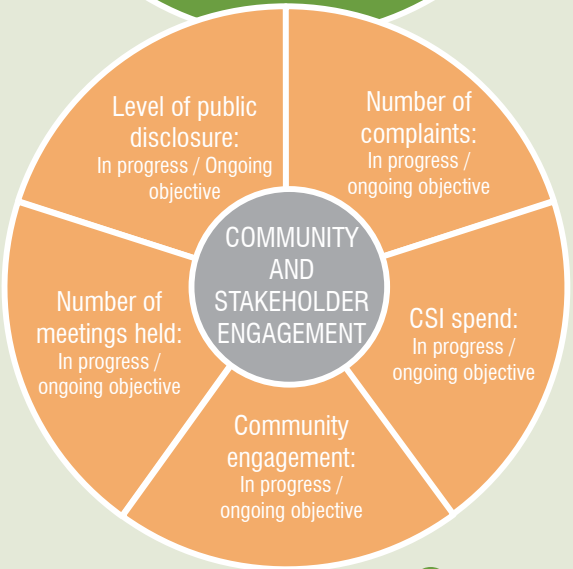 Level of public
disclosure:
In progress / Ongoing
objective
Number of
complaints:
In progress /
ongoing objective
COMMUNITY
AND
STAKEHOLDER
ENGAGEMENT
Number of
meetings held:
In progress /
ongoing objective
CSI spend:
In progress /
ongoing objective
Community
engagement:
In progress /
ongoing objective